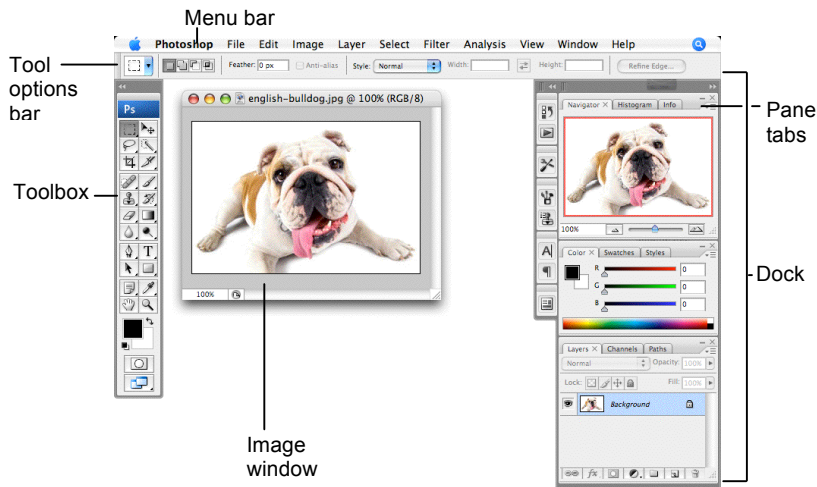 Menu bar
Photoshop File Edit Image Layer Select Filter Analysis View Window Help
Tool options bar
Feather: 0 px Anti-alias Style: Normal Width: Height: Refine Edge...
Ps
english-bulldog.jpg @ 100% (RGB/8)
Navigator × Histogram Info
Pane tabs
Toolbox
T
100%
100%
A
Color × Swatches Styles
R 0
G 0
B 0
Dock
Layers × Channels Paths
Normal Opacity: 100%
Lock: Fill: 100%
Background
fx
Image window